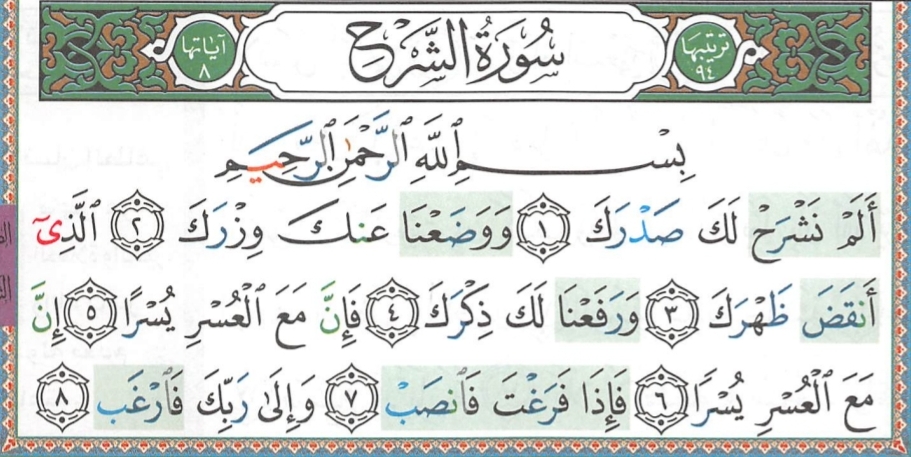 ترتيبها ٩٤ سُورَةُ الشَّرْحِ آياتها ٨
بِسْمِ ٱللَّهِ ٱلرَّحْمَٰنِ ٱلرَّحِيمِ
أَلَمْ نَشْرَحْ لَكَ صَدْرَكَ ١ وَوَضَعْنَا عَنكَ وِزْرَكَ ٢ ٱلَّذِىٓ
أَنقَضَ ظَهْرَكَ ٣ وَرَفَعْنَا لَكَ ذِكْرَكَ ٤ فَإِنَّ مَعَ ٱلْعُسْرِ يُسْرًا ٥ إِنَّ
مَعَ ٱلْعُسْرِ يُسْرًا ٦ فَإِذَا فَرَغْتَ فَٱنصَبْ ٧ وَإِلَىٰ رَبِّكَ فَٱرْغَب ٨